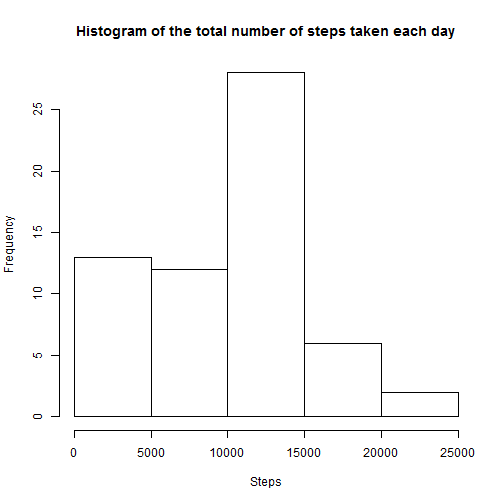 Histogram of the total number of steps taken each day
Frequency
25
20
15
10
5
0
0 5000 10000 15000 20000 25000
Steps